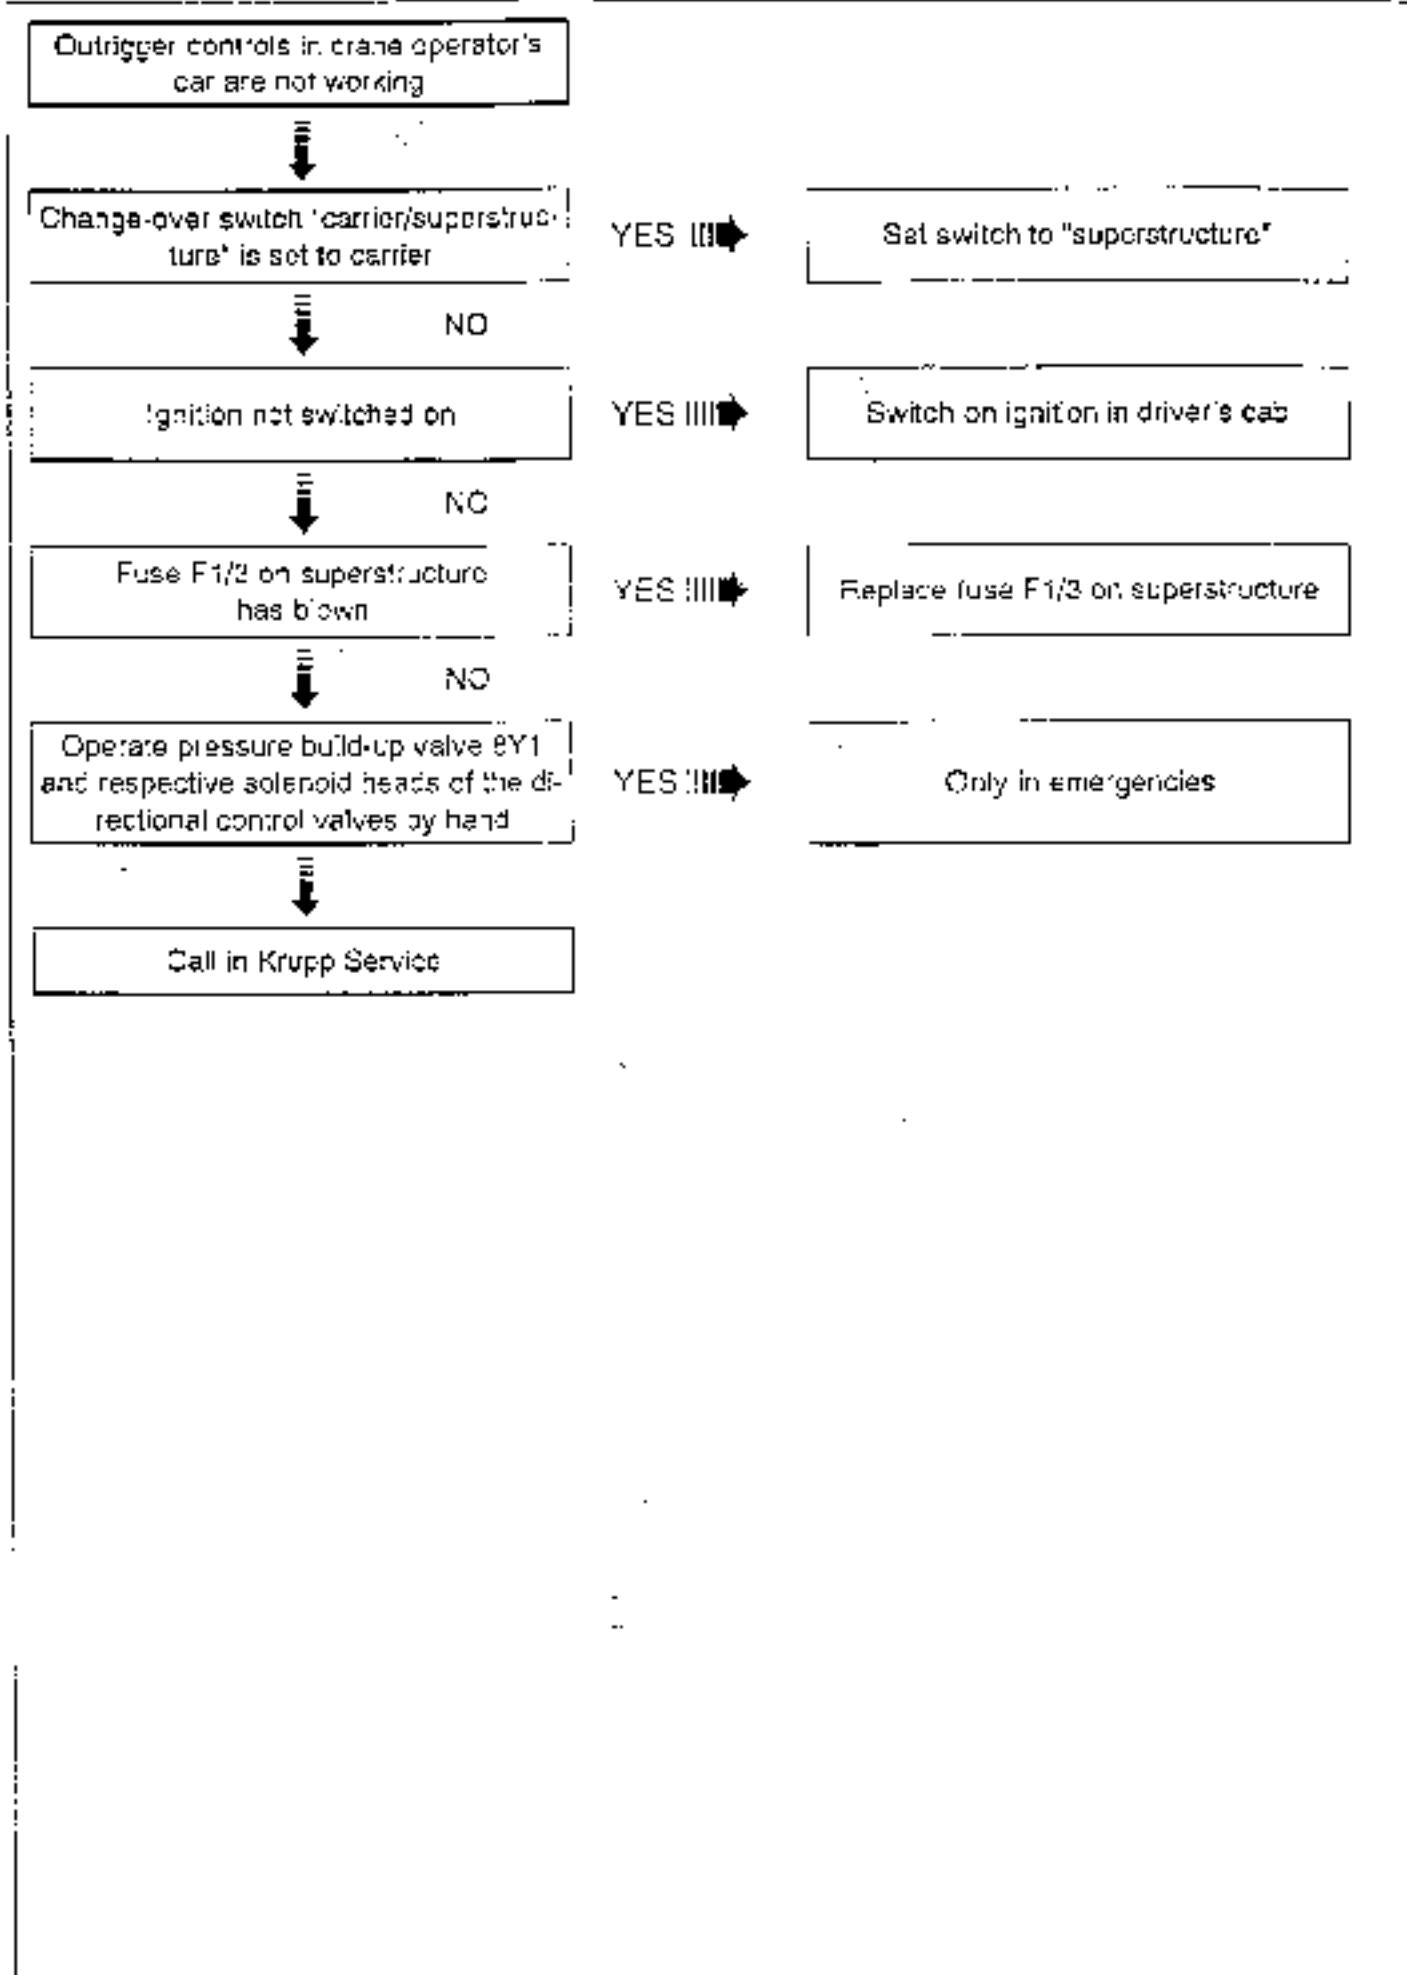 Outrigger controls in crane operator's
car are not working
Change-over switch "carrier/superstruc-
ture" is set to carrier
YES
Set switch to "superstructure"
NO
Ignition not switched on
YES
Switch on ignition in driver's cab
NO
Fuse F1/3 on superstructure
has blown
YES
Replace fuse F1/3 on superstructure
NO
Operate pressure build-up valve 8Y1
and respective solenoid heads of the di-
rectional control valves by hand
YES
Only in emergencies
Call in Krupp Service